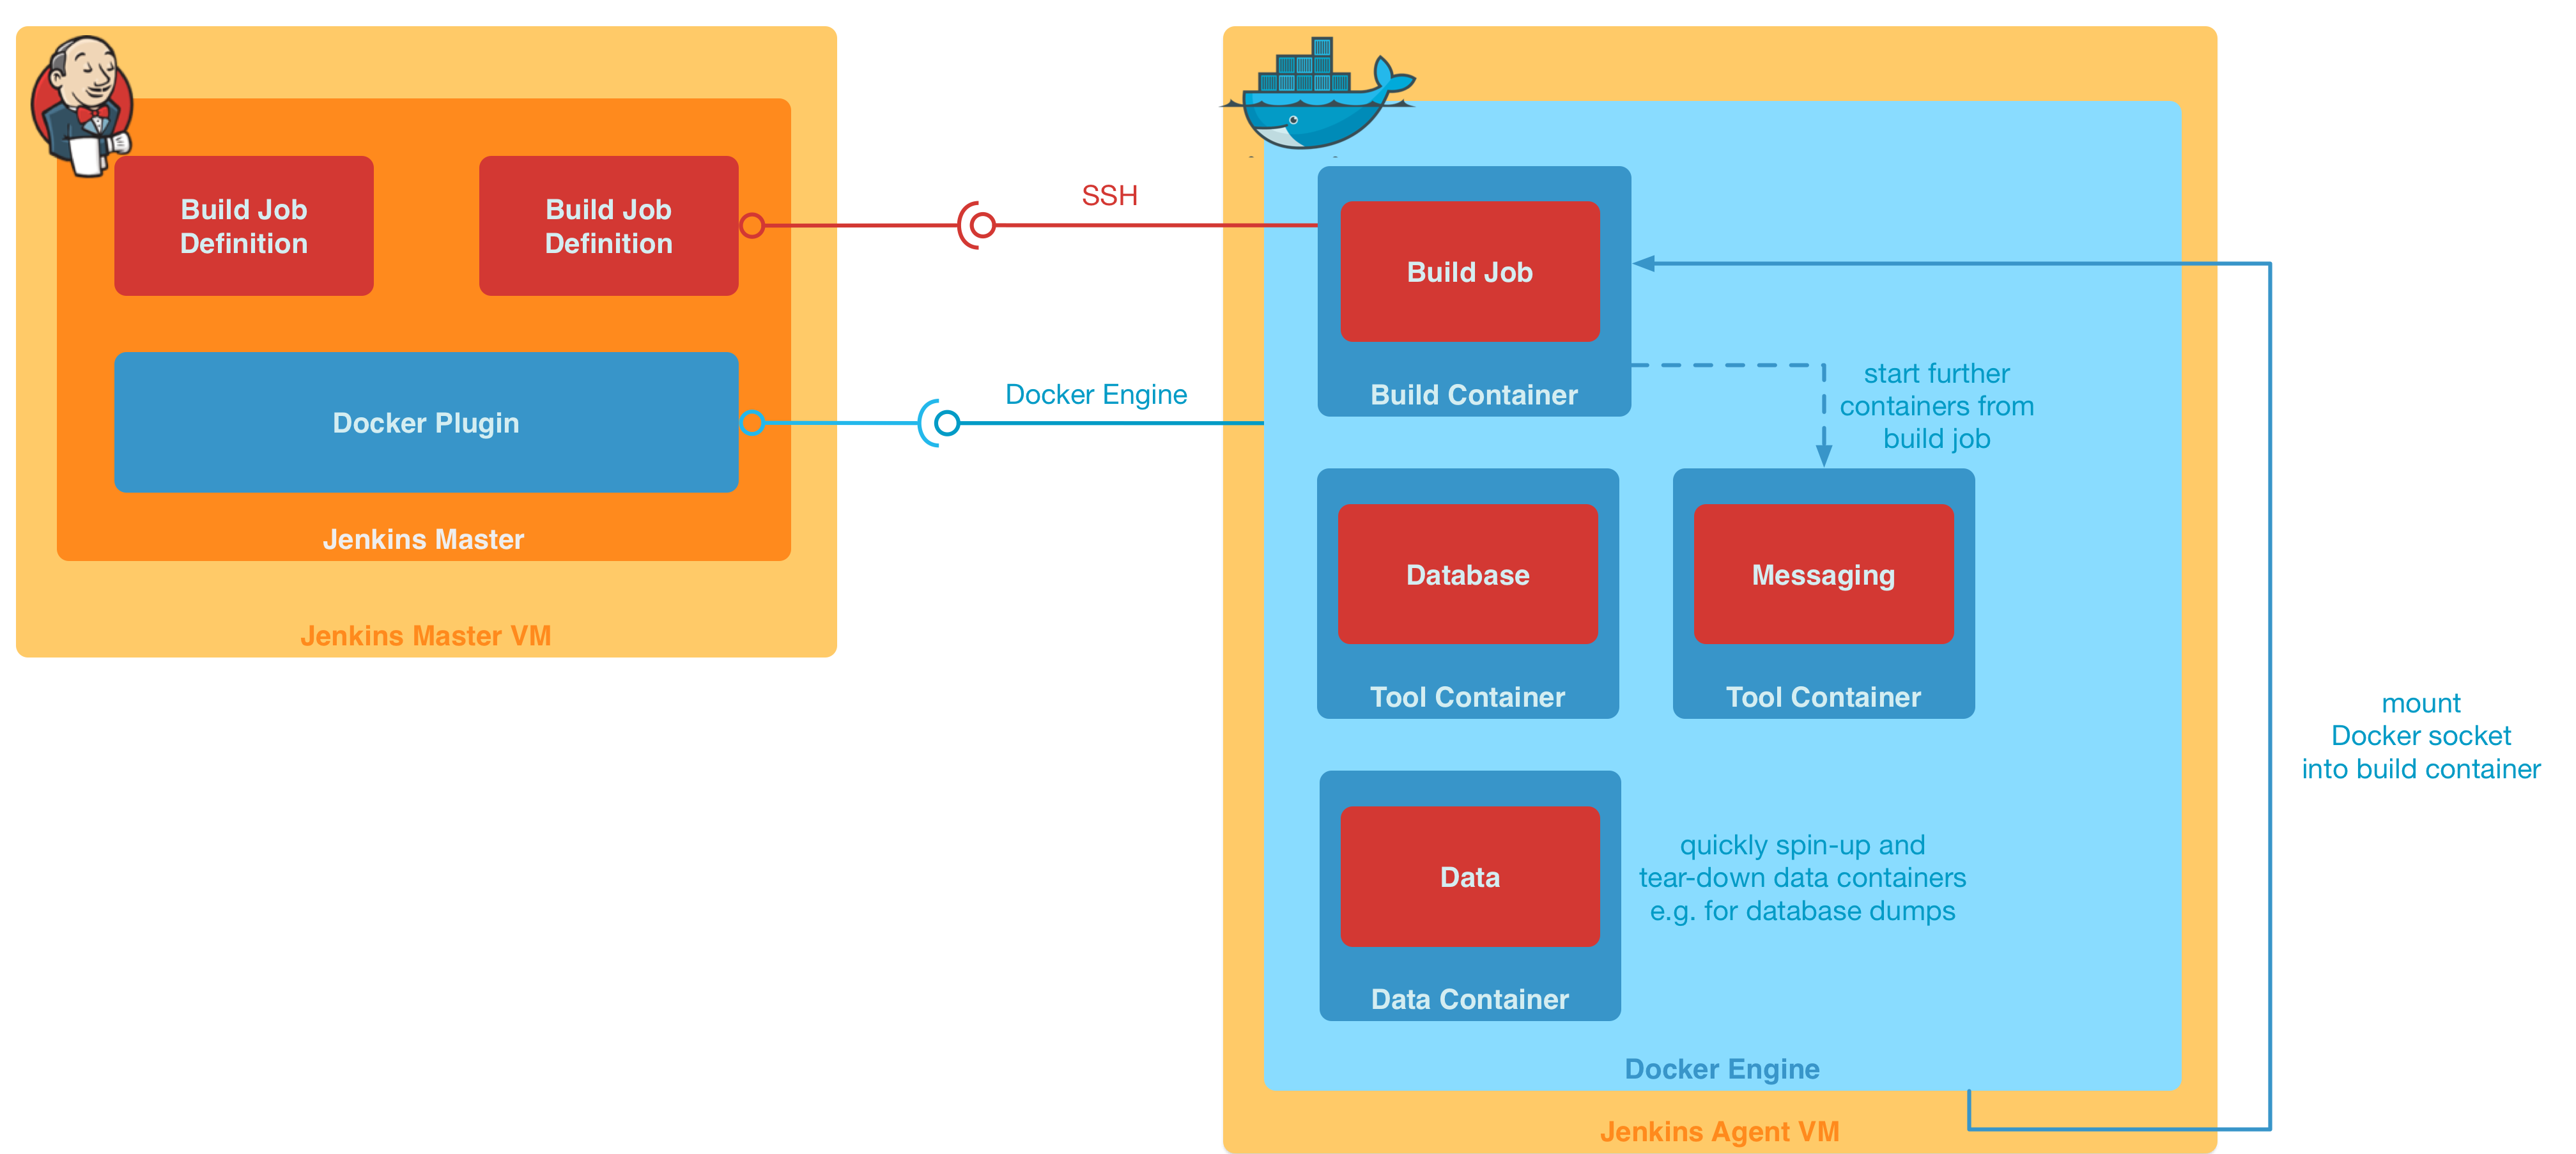 Build Job
Definition
Build Job
Definition
Docker Plugin
Jenkins Master
Jenkins Master VM
SSH
Docker Engine
Build Job
Build Container
start further
containers from
build job
Database
Tool Container
Messaging
Tool Container
Data
Data Container
quickly spin-up and
tear-down data containers
e.g. for database dumps
Docker Engine
Jenkins Agent VM
mount
Docker socket
into build container